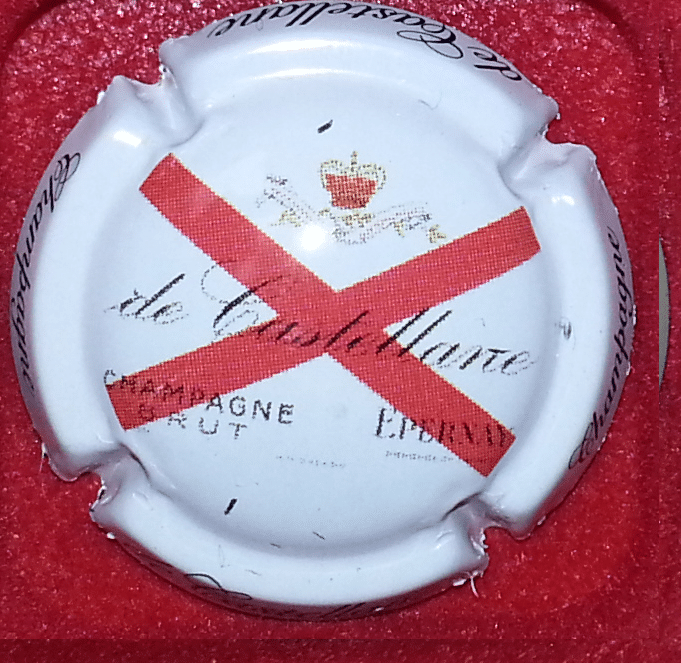 de Castellane
Champagne
Champagne
de Castellane
CHAMPAGNE
BRUT
EPERNAY